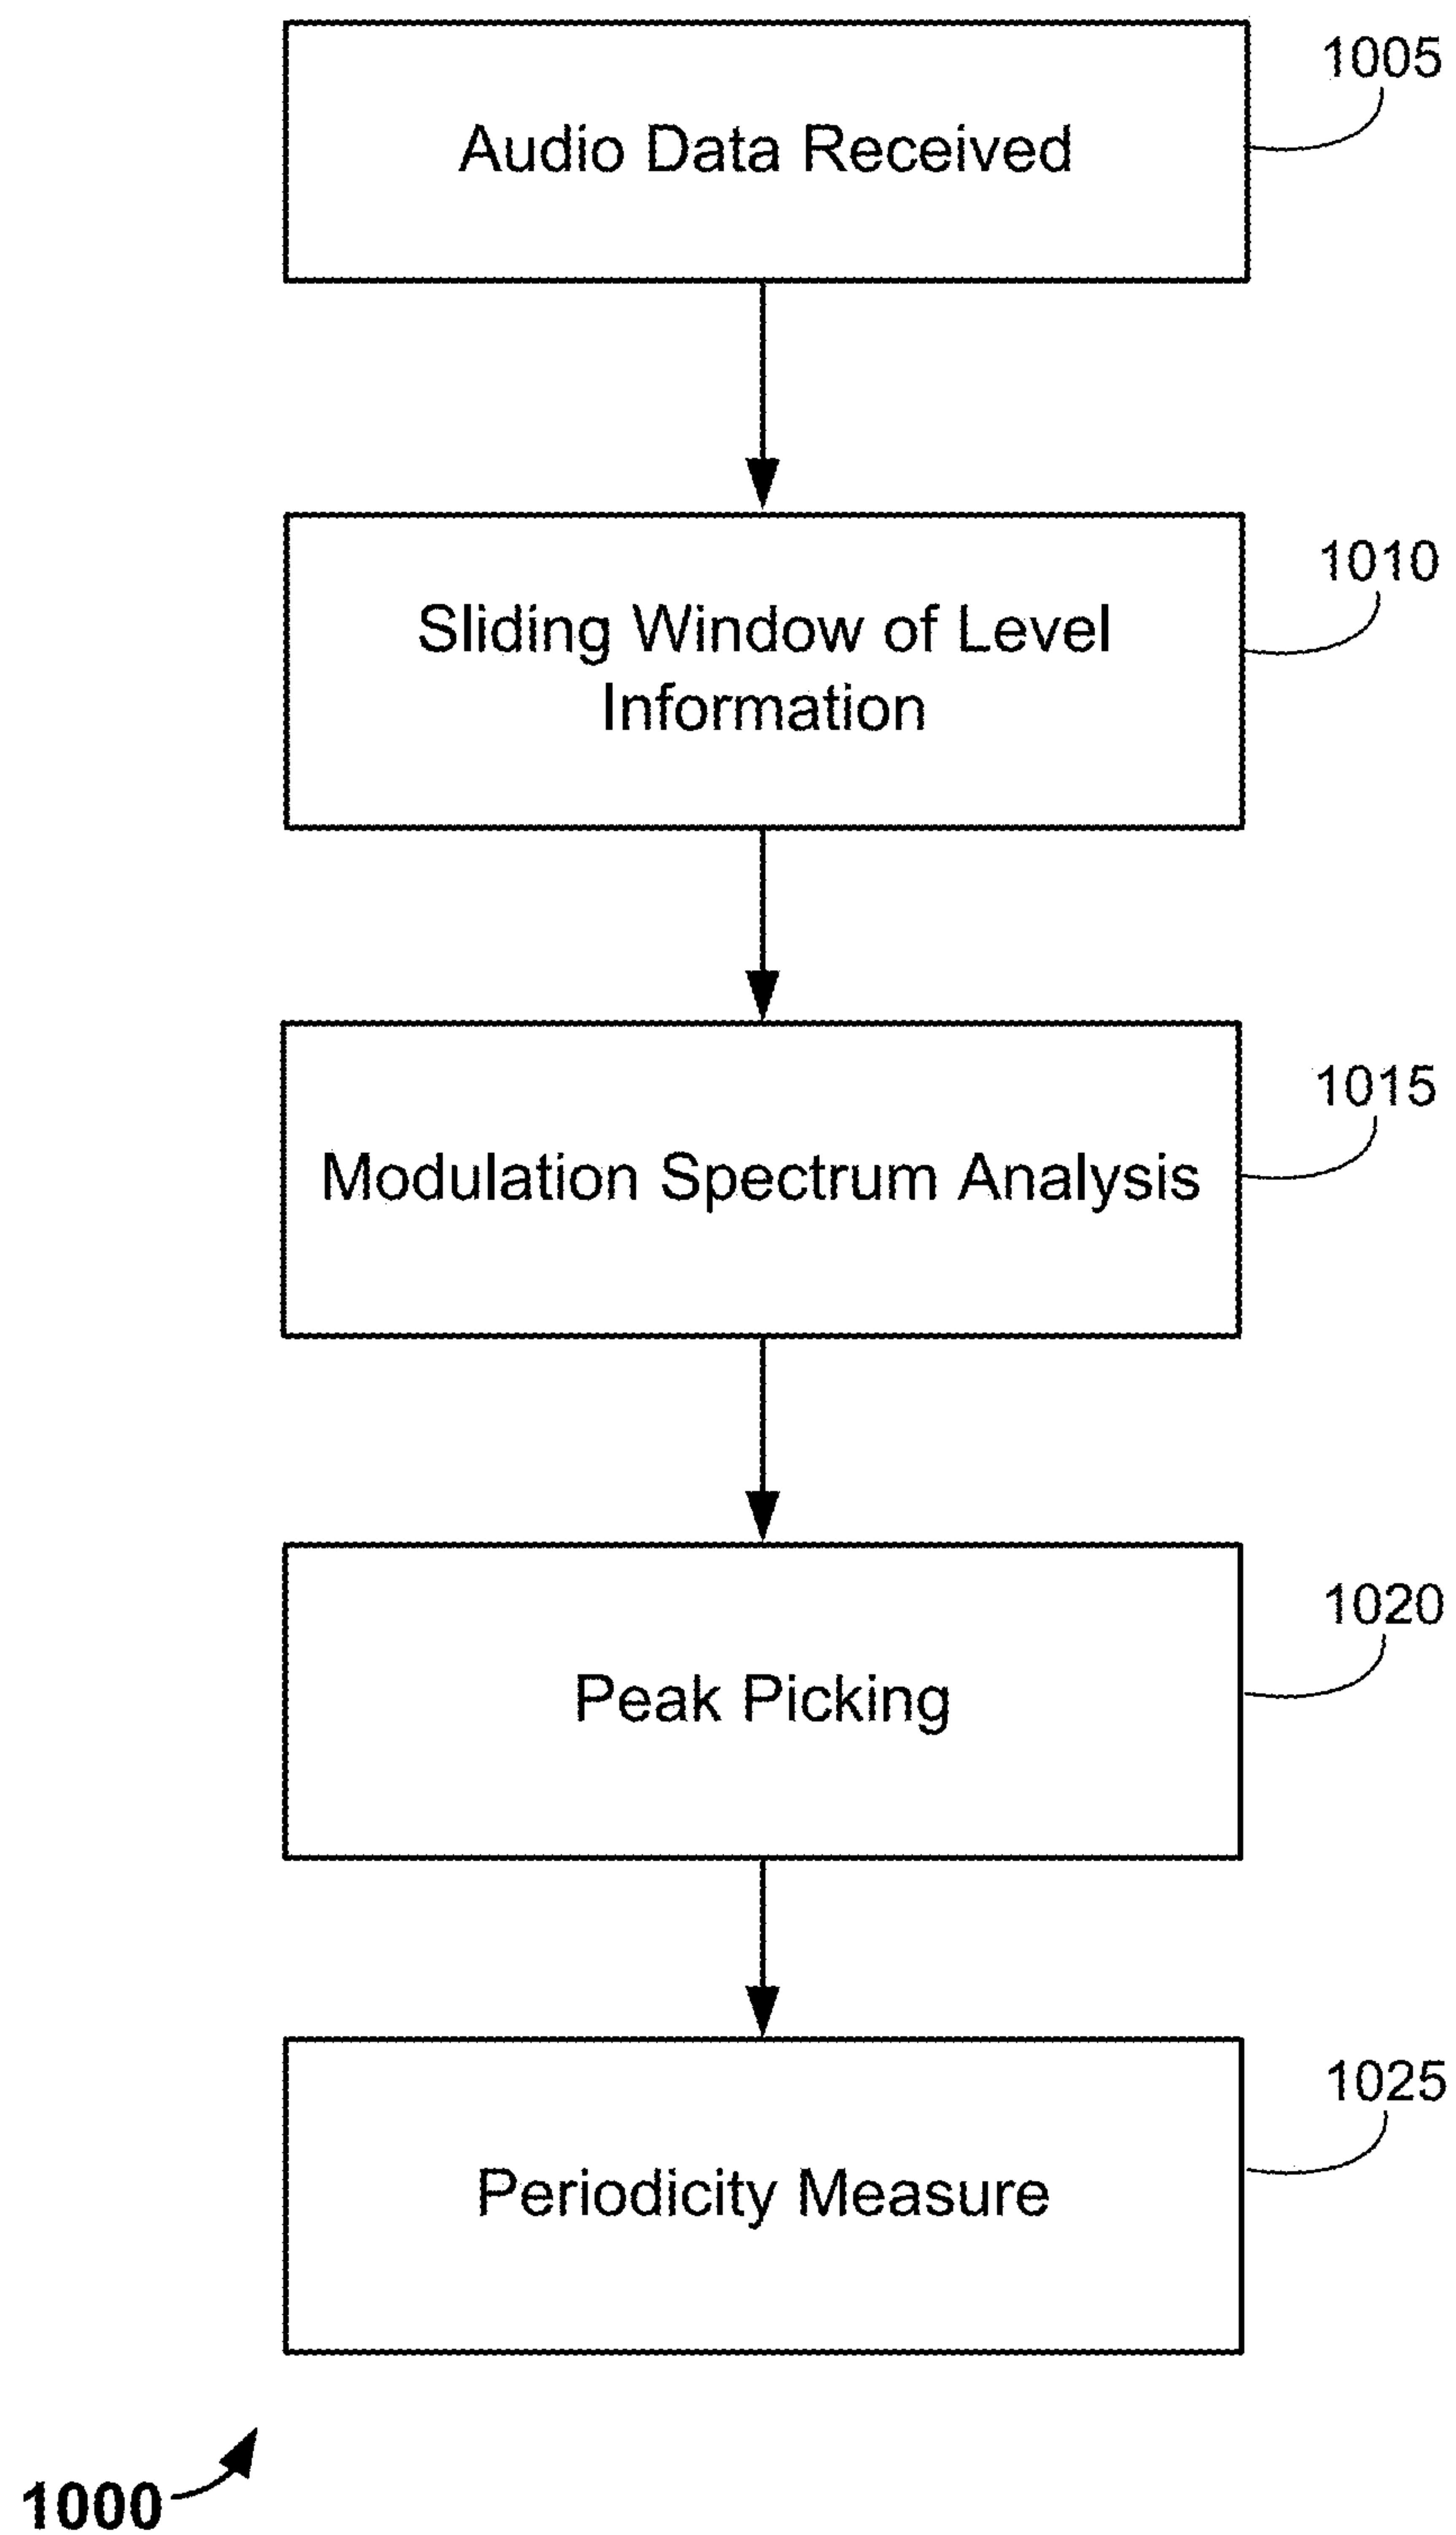 1005
Audio Data Received
1010
Sliding Window of Level
Information
1015
Modulation Spectrum Analysis
1020
Peak Picking
1025
Periodicity Measure
1000